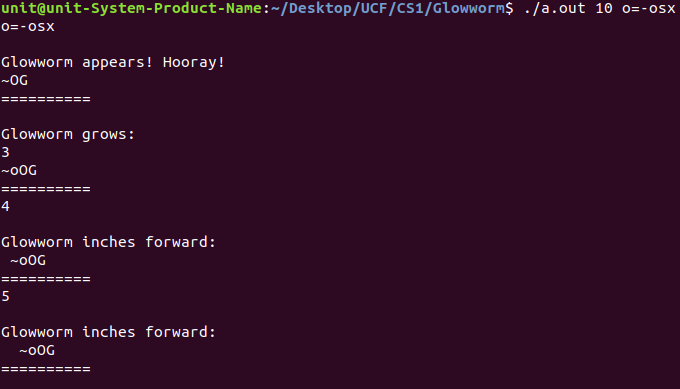 unit@unit-System-Product-Name:~/Desktop/UCF/CS1/Glowworm$ ./a.out 10 o=-osx
o=-osx

Glowworm appears! Hooray!
~OG
==========

Glowworm grows:
3
~oOG
==========
4

Glowworm inches forward:
 ~oOG
==========
5

Glowworm inches forward:
  ~oOG
==========